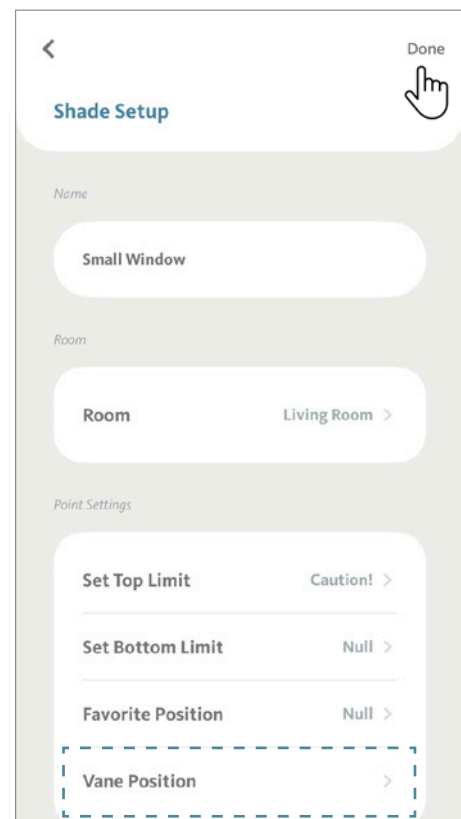 Done
Shade Setup
Name
Small Window
Room
Room Living Room
Point Settings
Set Top Limit Caution!
Set Bottom Limit Null
Favorite Position Null
Vane Position